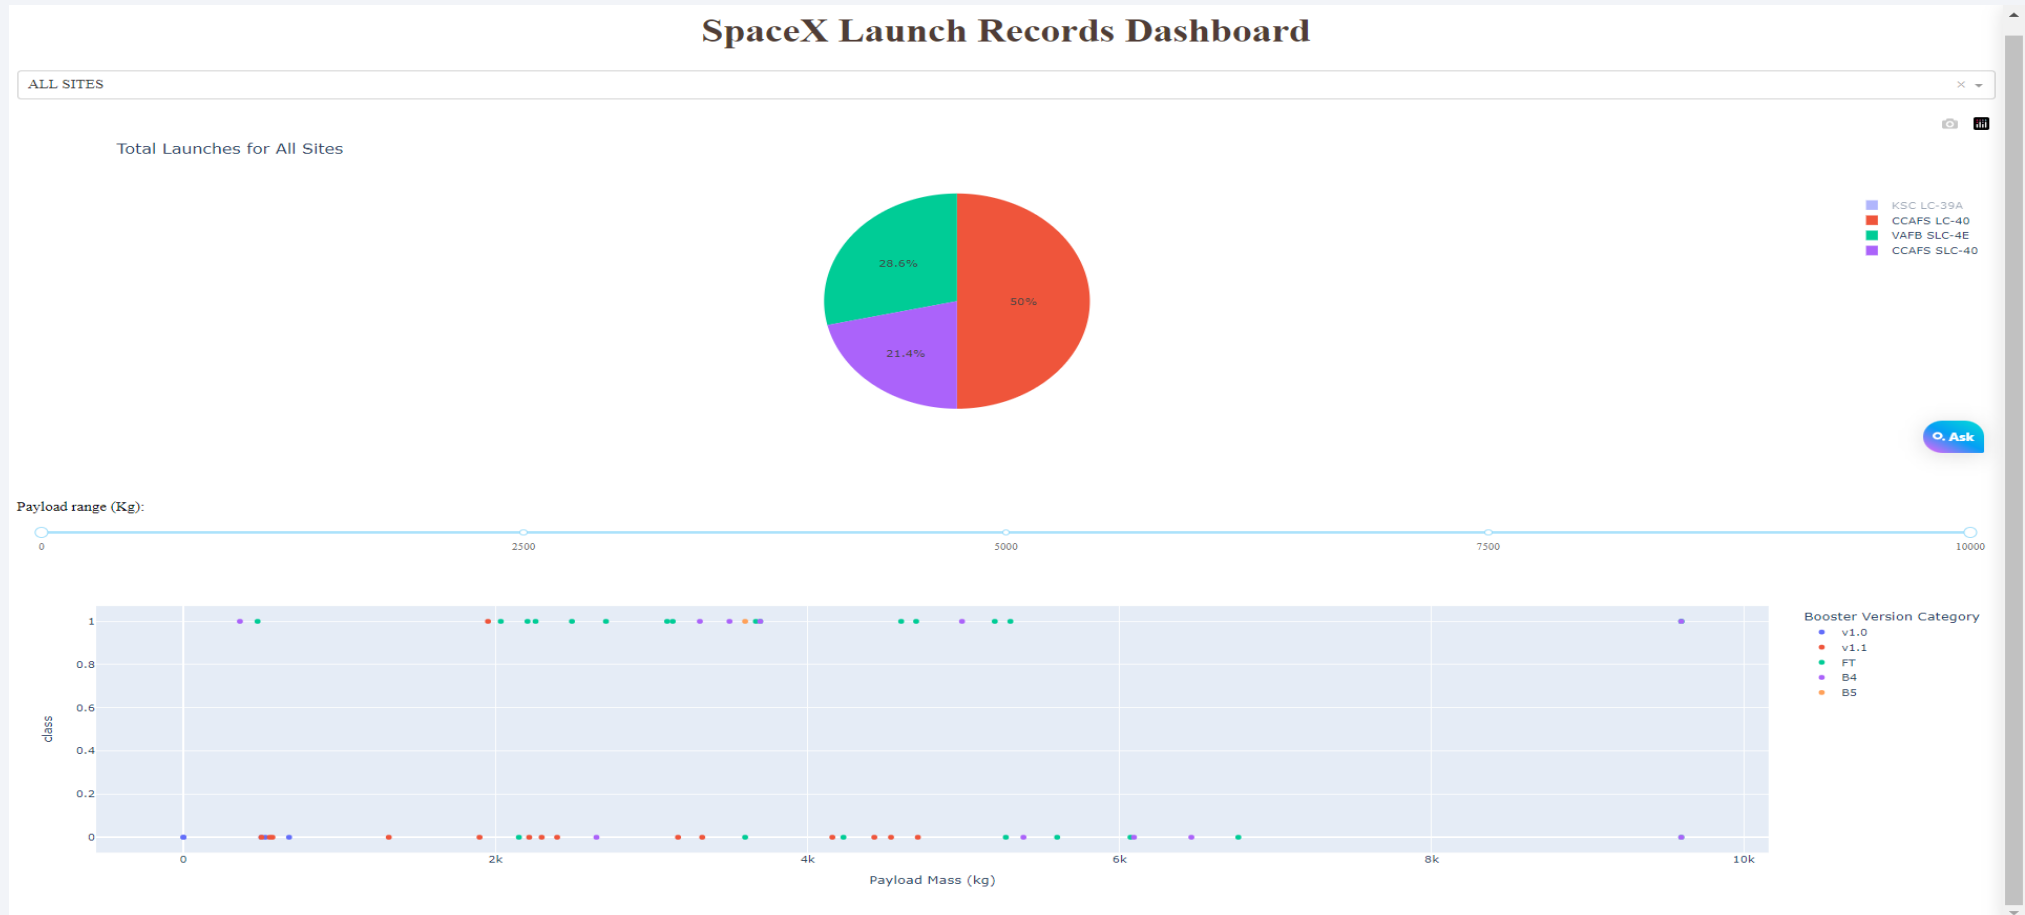 SpaceX Launch Records Dashboard
ALL SITES
× 
Total Launches for All Sites
KSC LC-39A
CCAFS LC-40
VAFB SLC-4E
CCAFS SLC-40
28.6%
50%
21.4%
Ask
Payload range (Kg):
0 2500 5000 7500 10000
Booster Version Category
v1.0
v1.1
FT
B4
B5
1
0.8
0.6
0.4
0.2
0
class
0 2k 4k 6k 8k 10k
Payload Mass (kg)